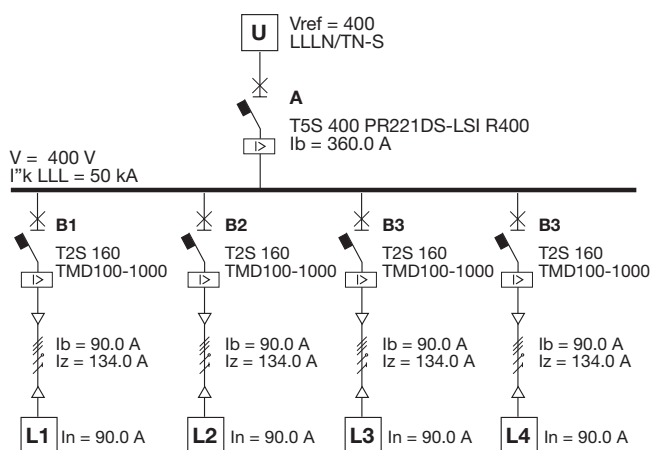 U
Vref = 400
LLLN/TN-S
A
T5S 400 PR221DS-LSI R400
Ib = 360.0 A
I>
V = 400 V
I"k LLL = 50 kA
B1
T2S 160
TMD100-1000
I>
B2
T2S 160
TMD100-1000
I>
B3
T2S 160
TMD100-1000
I>
B3
T2S 160
TMD100-1000
I>
Ib = 90.0 A
Iz = 134.0 A
Ib = 90.0 A
Iz = 134.0 A
Ib = 90.0 A
Iz = 134.0 A
Ib = 90.0 A
Iz = 134.0 A
L1 In = 90.0 A
L2 In = 90.0 A
L3 In = 90.0 A
L4 In = 90.0 A